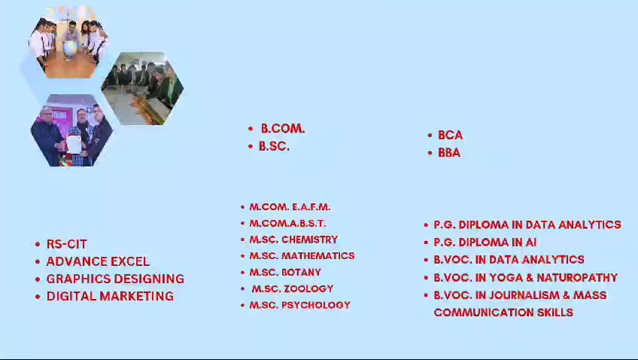 • B.COM.
• B.SC.
• BCA
• BBA
• RS-CIT
• ADVANCE EXCEL
• GRAPHICS DESIGNING
• DIGITAL MARKETING
• M.COM. E.A.F.M.
• M.COM.A.B.S.T.
• M.SC. CHEMISTRY
• M.SC. MATHEMATICS
• M.SC. BOTANY
• M.SC. ZOOLOGY
• M.SC. PSYCHOLOGY
• P.G. DIPLOMA IN DATA ANALYTICS
• P.G. DIPLOMA IN AI
• B.VOC. IN DATA ANALYTICS
• B.VOC. IN YOGA & NATUROPATHY
• B.VOC. IN JOURNALISM & MASS
COMMUNICATION SKILLS